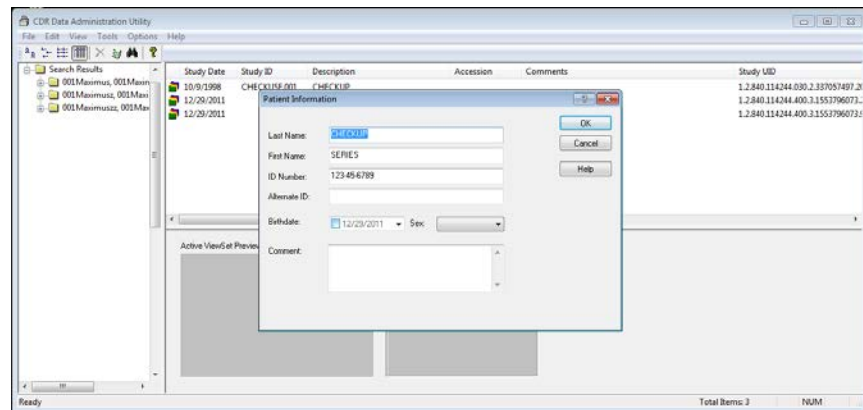 CDR Data Administration Utility
File Edit View Tools Options Help
Search Results
001Maximus, 001Maxin
001Maximusz, 001Maxi
001Maximuszz, 001Max
Study Date Study ID Description Accession Comments Study UID
10/9/1998 CHECKUSE.001 CHECKUP 1.2.840.114244.030.2.337057497.2
12/29/2011 1.2.840.114244.400.3.1553796073.
12/29/2011 1.2.840.114244.400.3.1553796073.
Patient Information
Last Name: CHECKUP
First Name: SERIES
ID Number: 123-45-6789
Alternate ID:
Birthdate: 12/29/2011 Sex:
Comment:
OK
Cancel
Help
Active ViewSet Preview
Ready Total Items: 3 NUM